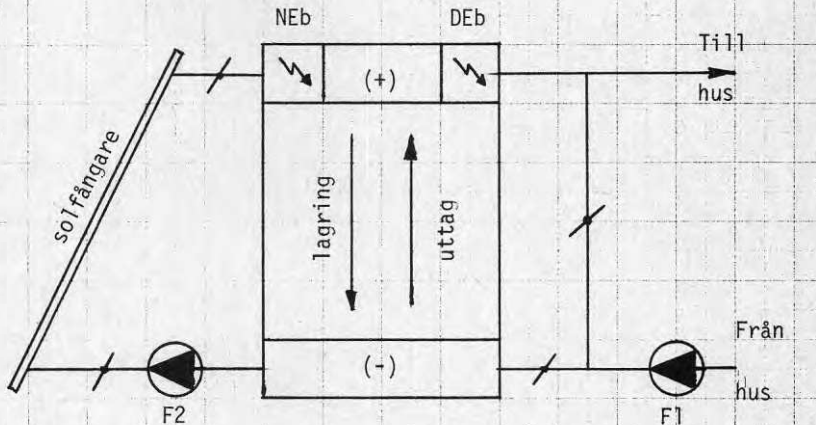 NEb
DEb
Till
(+)
hus
solfångare
lagring
uttag
Från
(-)
hus
F2
F1